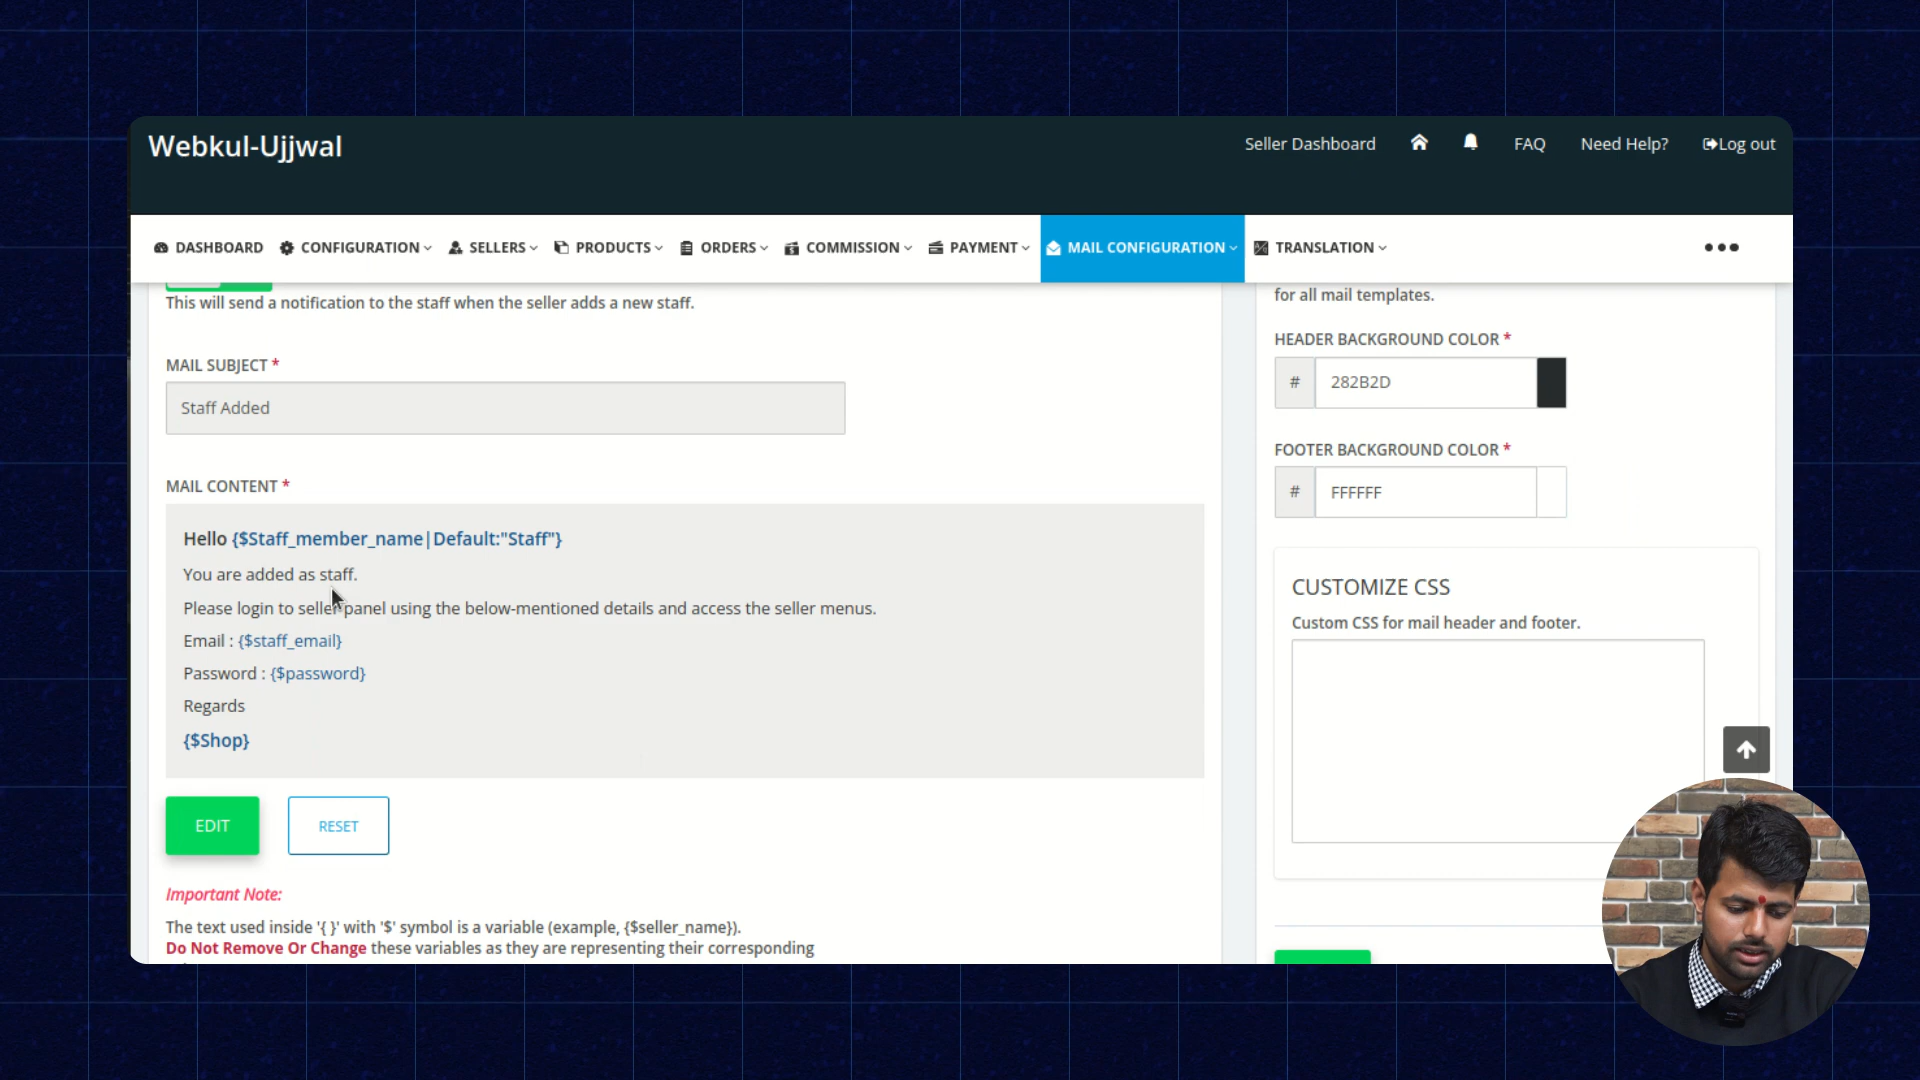 Webkul-Ujjwal
Seller Dashboard
FAQ
Need Help?
Log out
DASHBOARD
CONFIGURATION
SELLERS
PRODUCTS
ORDERS
COMMISSION
PAYMENT
MAIL CONFIGURATION
TRANSLATION
This will send a notification to the staff when the seller adds a new staff.
MAIL SUBJECT *
Staff Added
MAIL CONTENT *
Hello {$Staff_member_name|Default:"Staff"}
You are added as staff.
Please login to seller panel using the below-mentioned details and access the seller menus.
Email : {$staff_email}
Password : {$password}
Regards
{$Shop}
EDIT
RESET
Important Note:
The text used inside '{ }' with '$' symbol is a variable (example, {$seller_name}).
Do Not Remove Or Change these variables as they are representing their corresponding
for all mail templates.
HEADER BACKGROUND COLOR *
# 282B2D
FOOTER BACKGROUND COLOR *
# FFFFFF
CUSTOMIZE CSS
Custom CSS for mail header and footer.